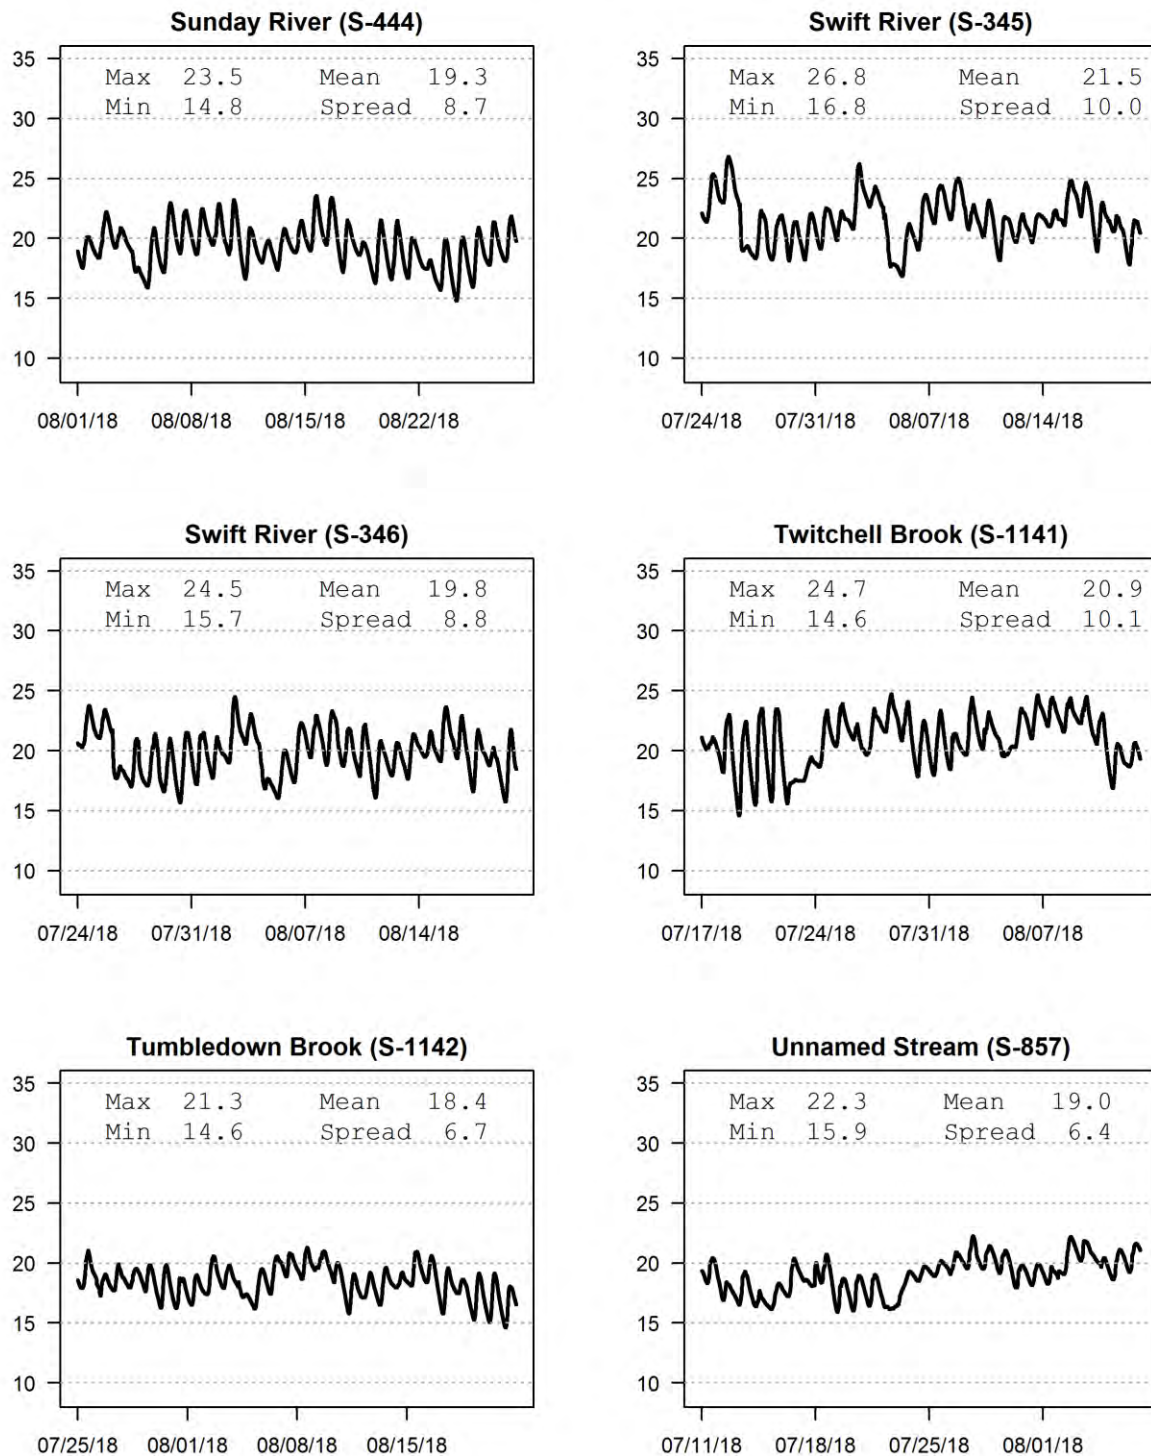 Sunday River (S-444)
35
30
25
20
15
10
Max 23.5 Mean 19.3
Min 14.8 Spread 8.7
08/01/18 08/08/18 08/15/18 08/22/18
Swift River (S-345)
35
30
25
20
15
10
Max 26.8 Mean 21.5
Min 16.8 Spread 10.0
07/24/18 07/31/18 08/07/18 08/14/18
Swift River (S-346)
35
30
25
20
15
10
Max 24.5 Mean 19.8
Min 15.7 Spread 8.8
07/24/18 07/31/18 08/07/18 08/14/18
Twitchell Brook (S-1141)
35
30
25
20
15
10
Max 24.7 Mean 20.9
Min 14.6 Spread 10.1
07/17/18 07/24/18 07/31/18 08/07/18
Tumbledown Brook (S-1142)
35
30
25
20
15
10
Max 21.3 Mean 18.4
Min 14.6 Spread 6.7
07/25/18 08/01/18 08/08/18 08/15/18
Unnamed Stream (S-857)
35
30
25
20
15
10
Max 22.3 Mean 19.0
Min 15.9 Spread 6.4
07/11/18 07/18/18 07/25/18 08/01/18